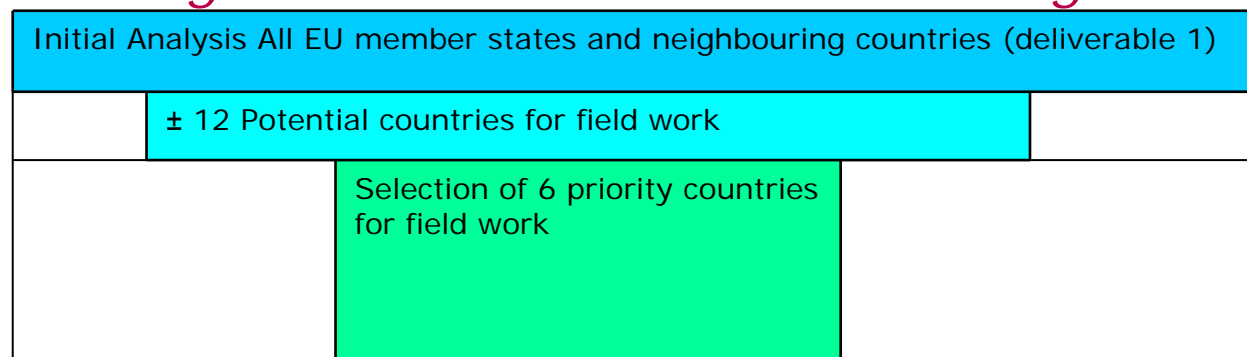 Initial Analysis All EU member states and neighbouring countries (deliverable 1)
± 12 Potential countries for field work
Selection of 6 priority countries
for field work